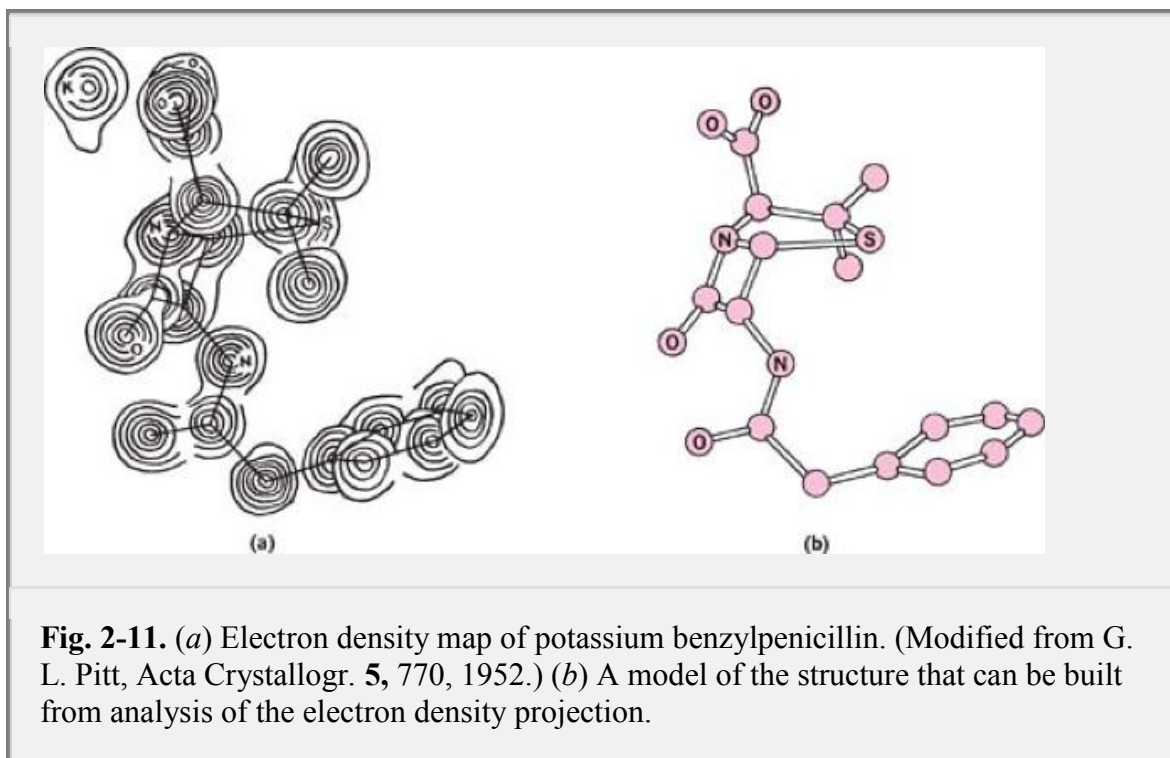 K
O
O
O
O
N
S
N
S
O
O
N
N
O
(a)
(b)
Fig. 2-11. (a) Electron density map of potassium benzylpenicillin. (Modified from G.
L. Pitt, Acta Crystallogr. 5, 770, 1952.) (b) A model of the structure that can be built
from analysis of the electron density projection.